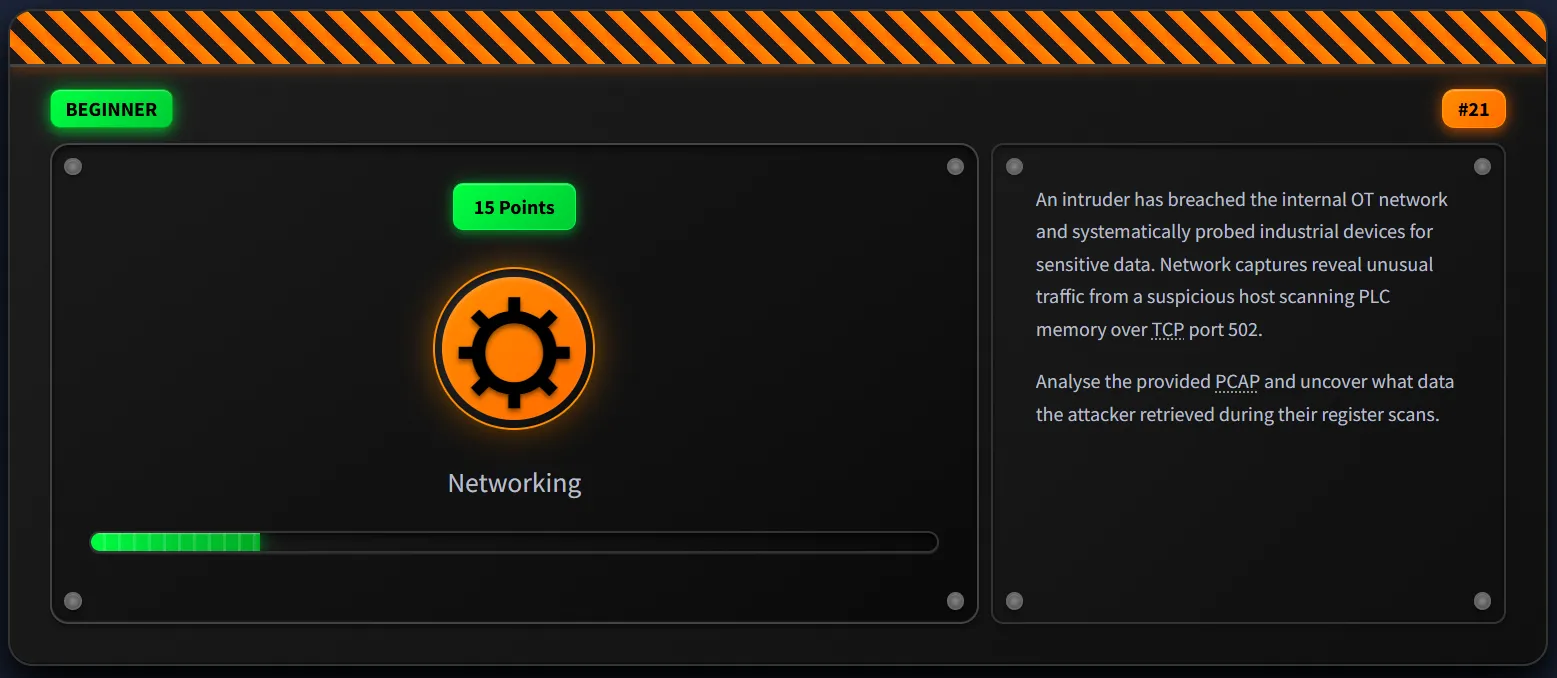 BEGINNER
#21
15 Points
Networking
An intruder has breached the internal OT network
and systematically probed industrial devices for
sensitive data. Network captures reveal unusual
traffic from a suspicious host scanning PLC
memory over TCP port 502.
Analyse the provided PCAP and uncover what data
the attacker retrieved during their register scans.